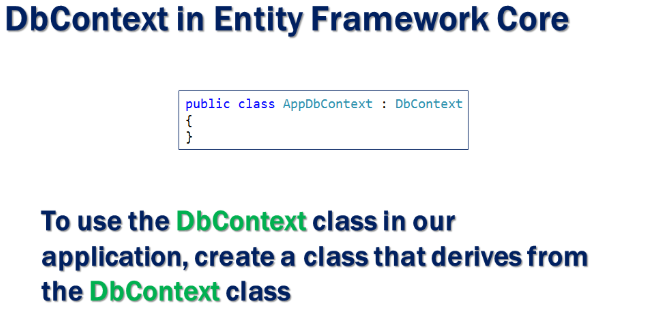 DbContext in Entity Framework Core
public class AppDbContext : DbContext
{
}
To use the DbContext class in our
application, create a class that derives from
the DbContext class